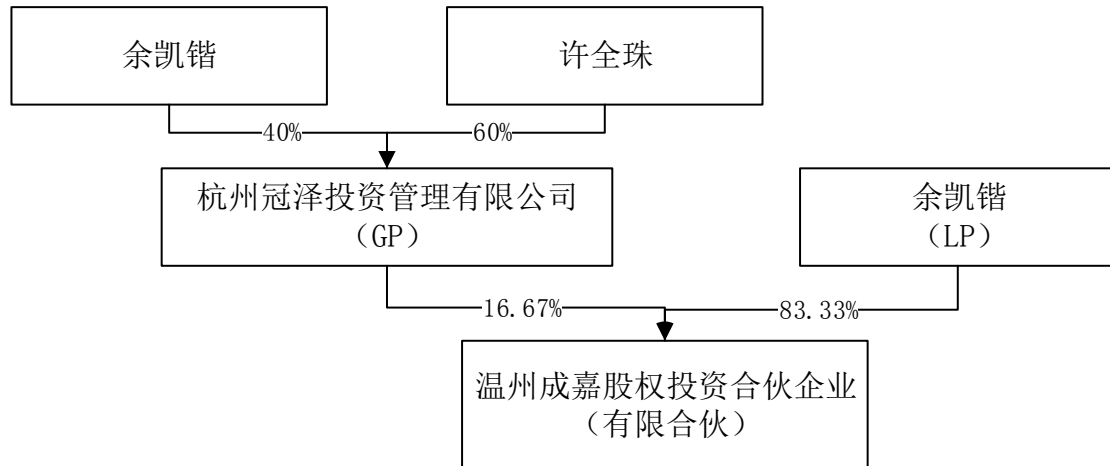 余凯锴
许全珠
40%
60%
杭州冠泽投资管理有限公司
（GP）
余凯锴
（LP）
16.67%
83.33%
温州成嘉股权投资合伙企业
（有限合伙）